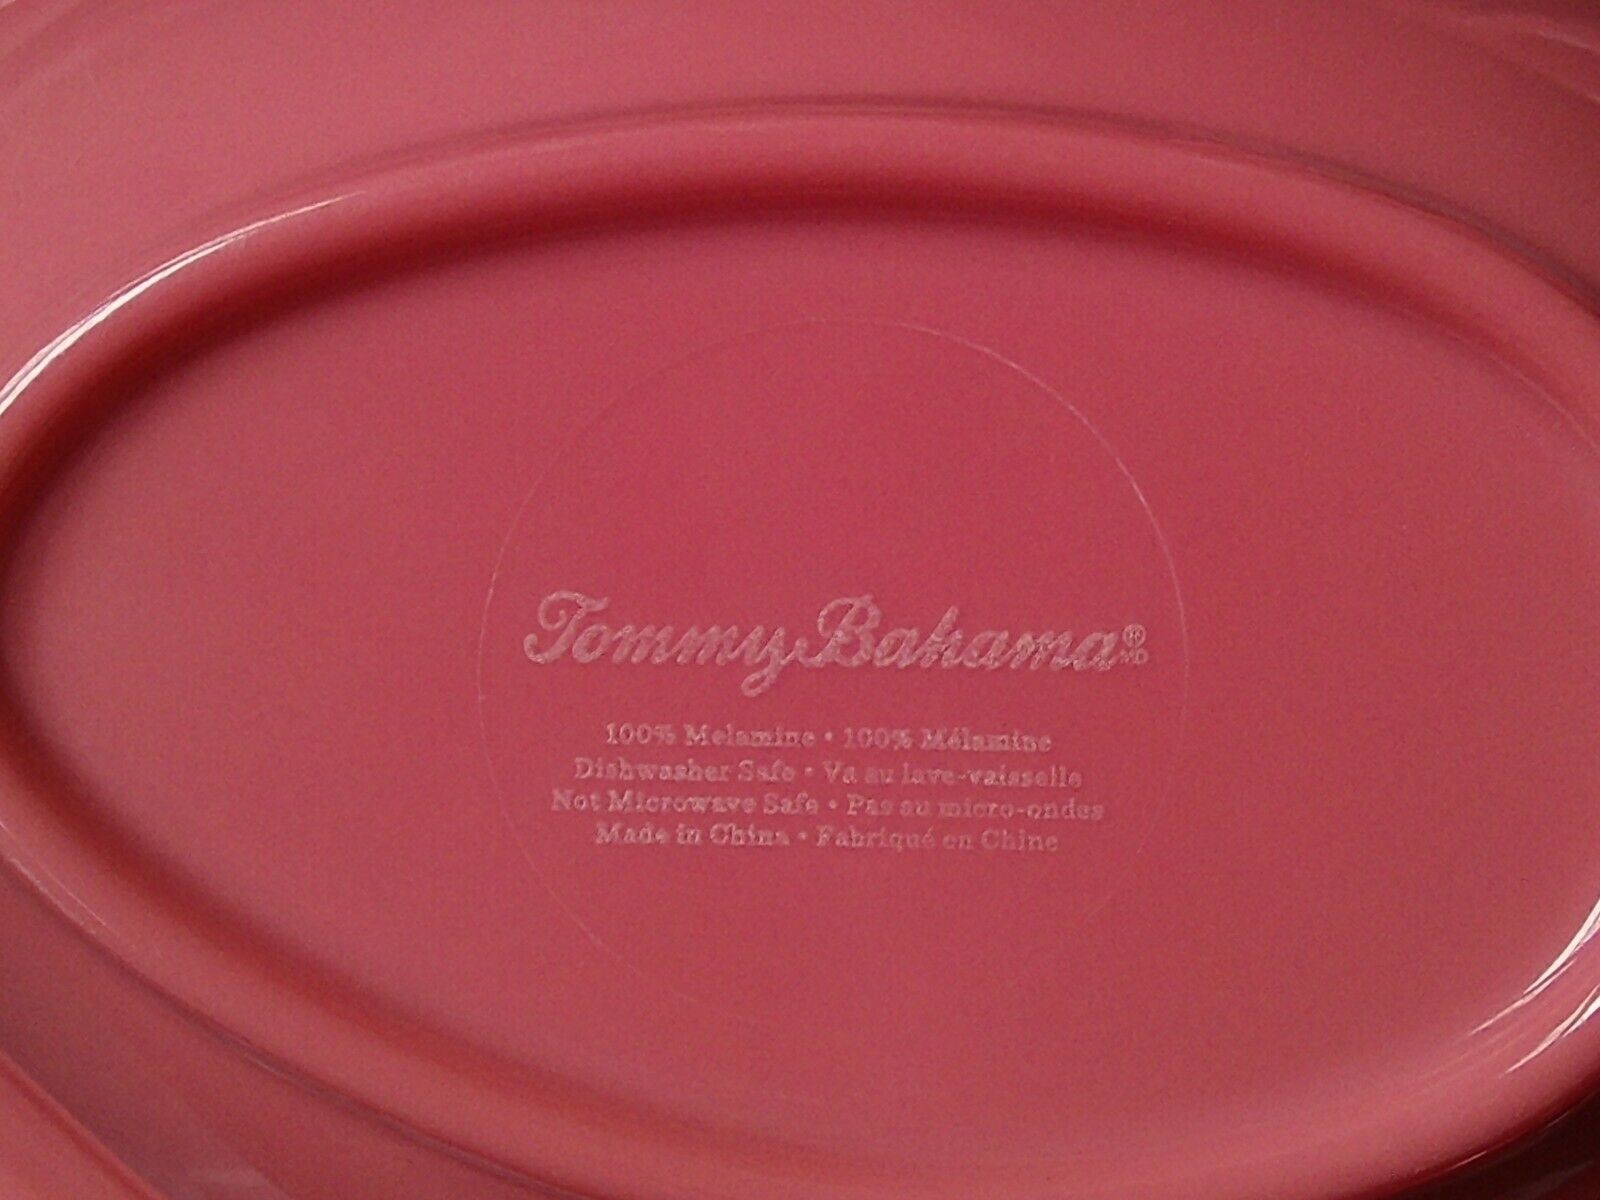 Tommy Bahama® MD
100% Melamine • 100% Mélamine
Dishwasher Safe • Va au lave-vaisselle
Not Microwave Safe • Pas au micro-ondes
Made in China • Fabriqué en Chine